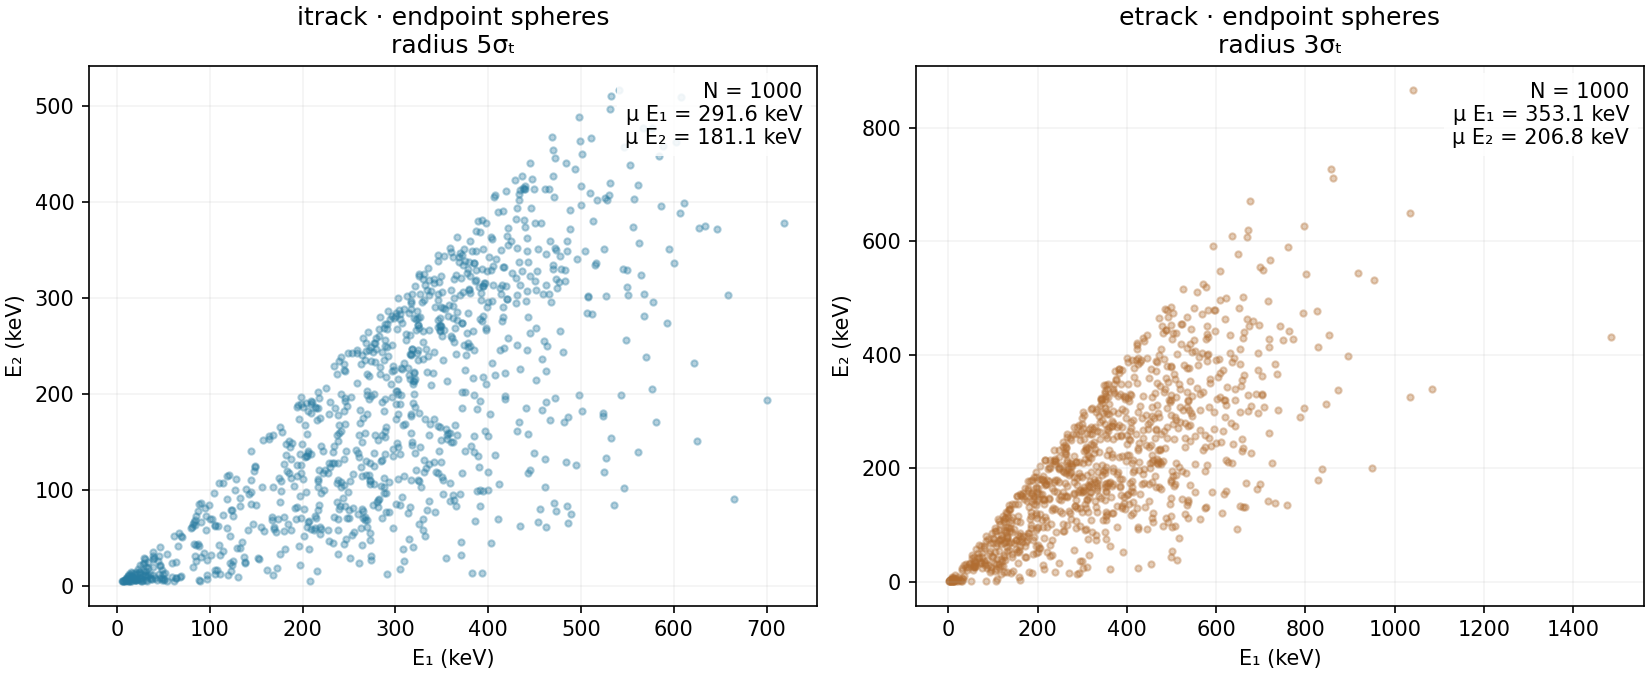 itrack · endpoint spheres
radius 5σₜ
N = 1000
μ E₁ = 291.6 keV
μ E₂ = 181.1 keV
E₂ (keV)
500
400
300
200
100
0
0 100 200 300 400 500 600 700
E₁ (keV)
etrack · endpoint spheres
radius 3σₜ
N = 1000
μ E₁ = 353.1 keV
μ E₂ = 206.8 keV
E₂ (keV)
800
600
400
200
0
0 200 400 600 800 1000 1200 1400
E₁ (keV)